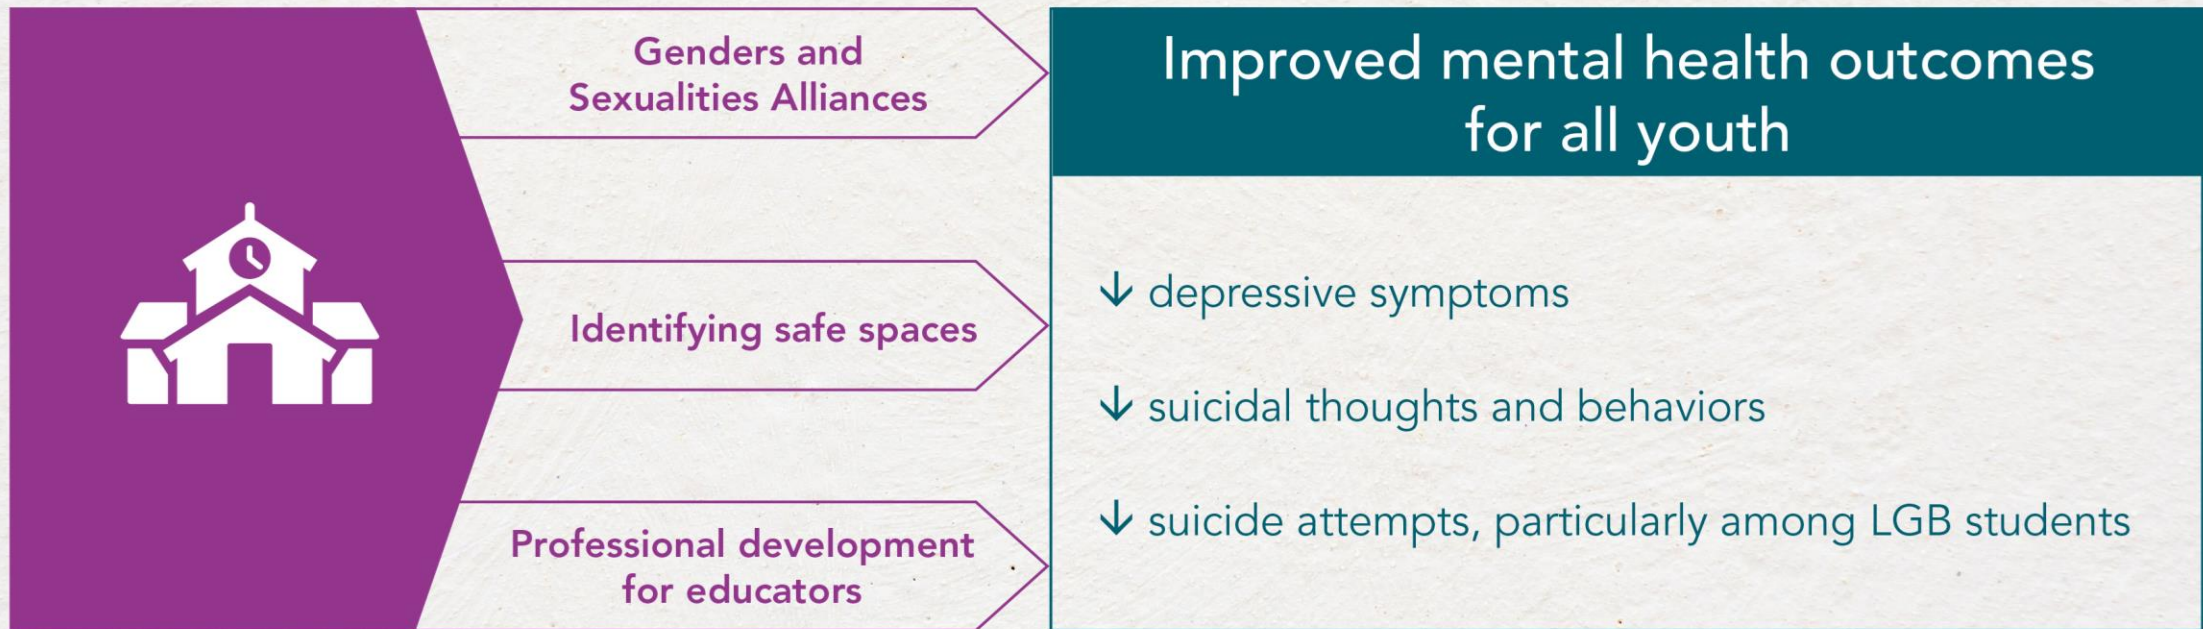 Genders and
Sexualities Alliances
Identifying safe spaces
Professional development
for educators
Improved mental health outcomes
for all youth
↓ depressive symptoms
↓ suicidal thoughts and behaviors
↓ suicide attempts, particularly among LGB students